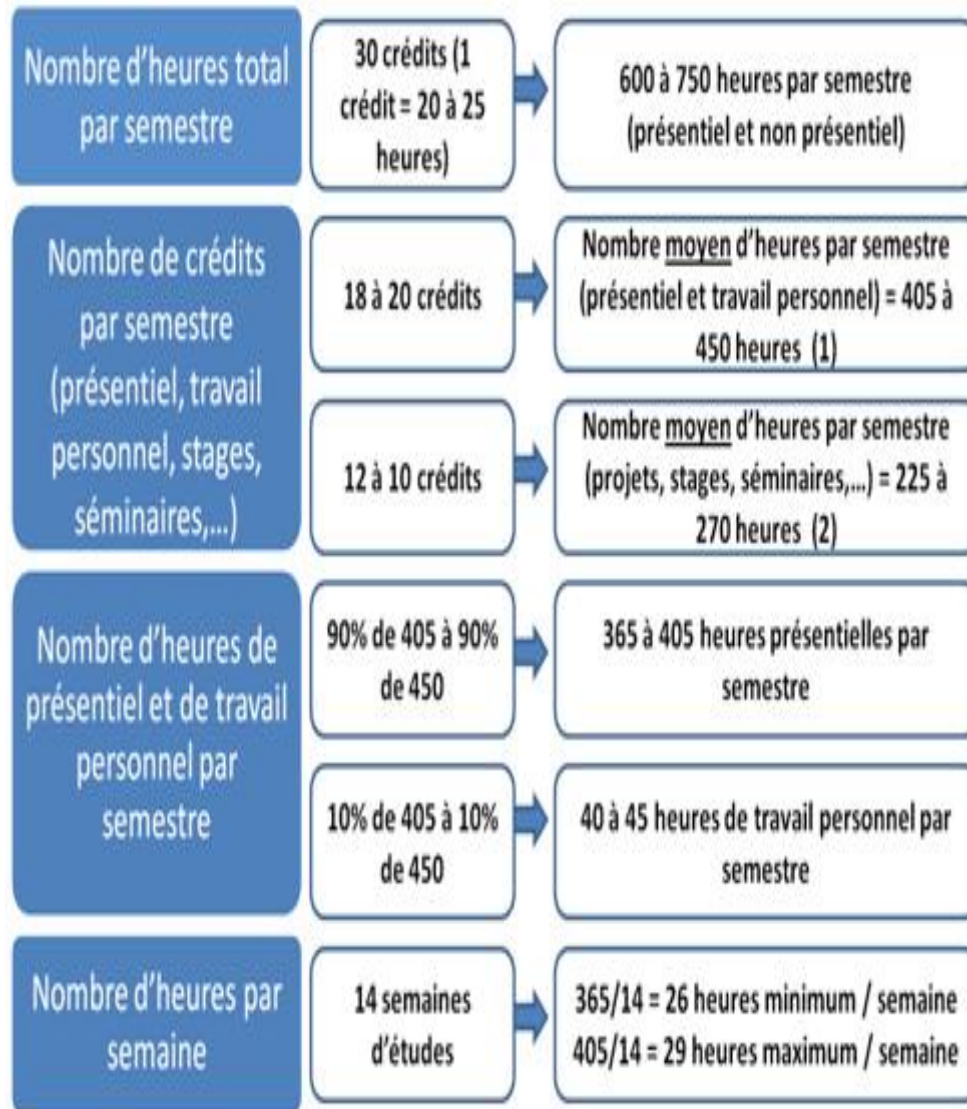 Nombre d'heures total
par semestre
30 crédits (1
crédit = 20 à 25
heures)
600 à 750 heures par semestre
(présentiel et non présentiel)
Nombre de crédits
par semestre
(présentiel, travail
personnel, stages,
séminaires,...)
18 à 20 crédits
Nombre moyen d'heures par semestre
(présentiel et travail personnel) = 405 à
450 heures (1)
12 à 10 crédits
Nombre moyen d'heures par semestre
(projets, stages, séminaires,...) = 225 à
270 heures (2)
Nombre d'heures de
présentiel et de travail
personnel par
semestre
90% de 405 à 90%
de 450
365 à 405 heures présentielles par
semestre
10% de 405 à 10%
de 450
40 à 45 heures de travail personnel par
semestre
Nombre d'heures par
semaine
14 semaines
d'études
365/14 = 26 heures minimum / semaine
405/14 = 29 heures maximum / semaine